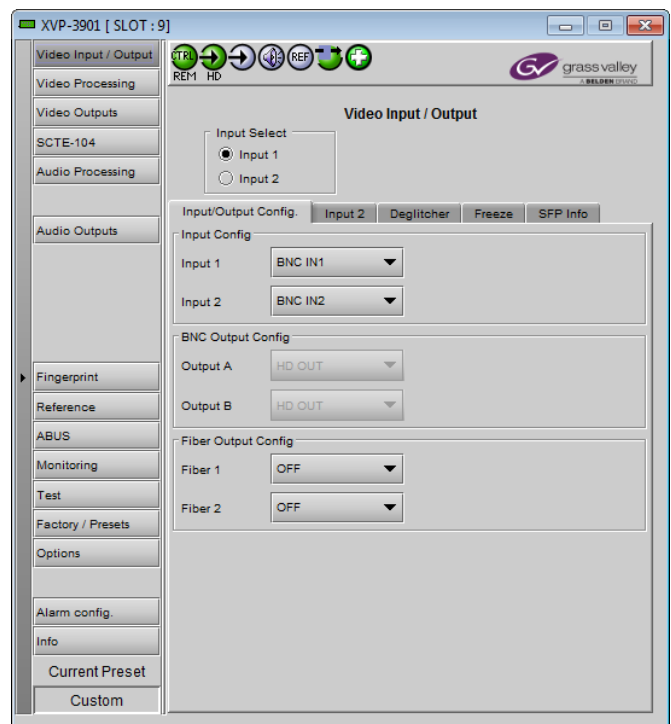 XVP-3901 [ SLOT : 9]
Video Input / Output
Video Processing
Video Outputs
SCTE-104
Audio Processing
Audio Outputs
Fingerprint
Reference
ABUS
Monitoring
Test
Factory / Presets
Options
Alarm config.
Info
Current Preset
Custom
CTRL
REM
HD
REF
grass valley
A BELDEN BRAND
Video Input / Output
Input Select
Input 1
Input 2
Input/Output Config.
Input 2
Deglitcher
Freeze
SFP Info
Input Config
Input 1 BNC IN1
Input 2 BNC IN2
BNC Output Config
Output A HD OUT
Output B HD OUT
Fiber Output Config
Fiber 1 OFF
Fiber 2 OFF